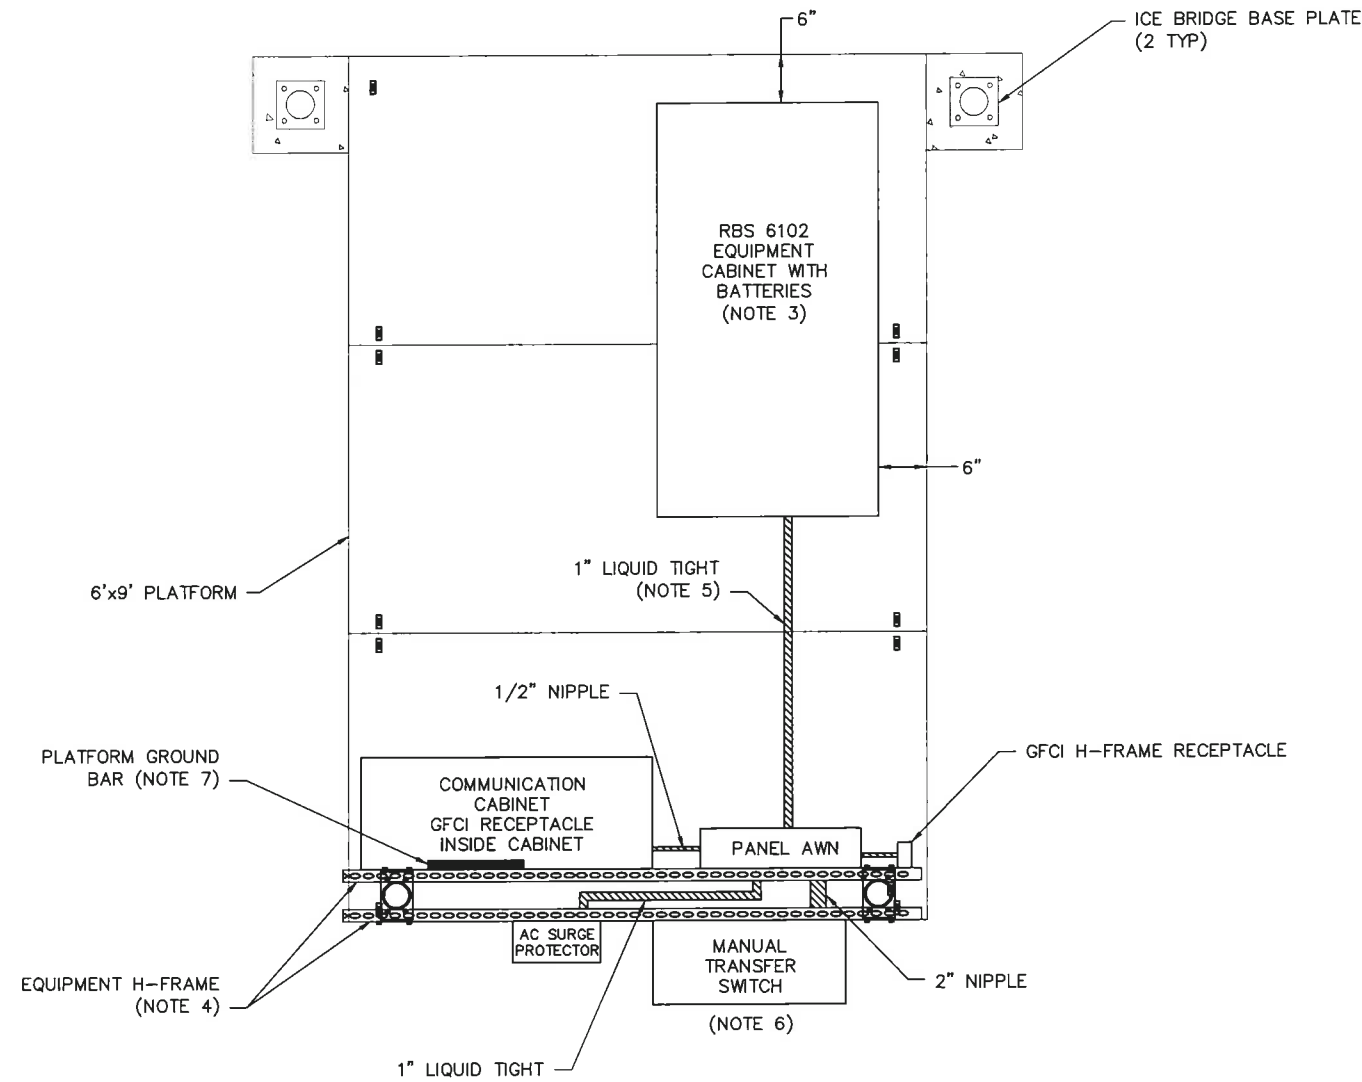 6"
ICE BRIDGE BASE PLATE
(2 TYP)
RBS 6102
EQUIPMENT
CABINET WITH
BATTERIES
(NOTE 3)
6"
1" LIQUID TIGHT
(NOTE 5)
6'x9' PLATFORM
1/2" NIPPLE
PLATFORM GROUND
BAR (NOTE 7)
GFCI H-FRAME RECEPTACLE
COMMUNICATION
CABINET
GFCI RECEPTACLE
INSIDE CABINET
PANEL AWN
AC SURGE
PROTECTOR
MANUAL
TRANSFER
SWITCH
(NOTE 6)
EQUIPMENT H-FRAME
(NOTE 4)
2" NIPPLE
1" LIQUID TIGHT